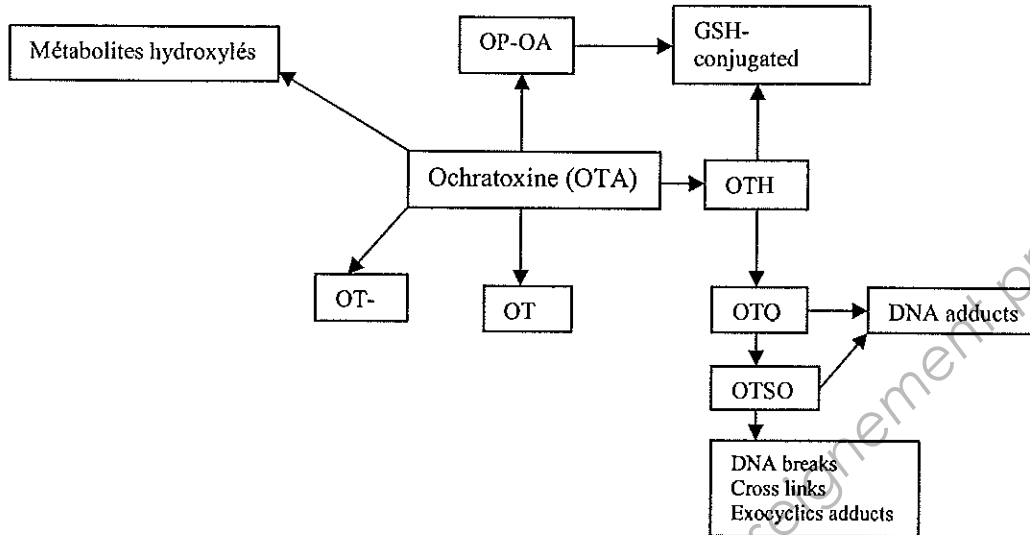 Métabolites hydroxylés
OP-OA
GSH-
conjugated
Ochratoxine (OTA)
OTH
OT-
OT
OTQ
DNA adducts
OTSO
DNA breaks
Cross links
Exocyclics adducts